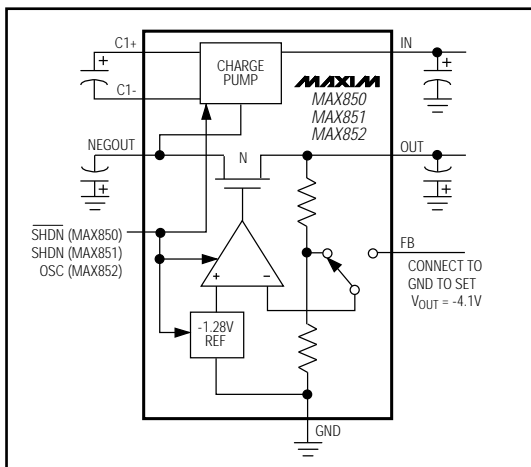 C1+
C1-
CHARGE
PUMP
IN
+
+
MAXIM
MAX850
MAX851
MAX852
NEGOUT
N
OUT
+
+
SHDN (MAX850)
SHDN (MAX851)
OSC (MAX852)
+
−
FB
CONNECT TO
GND TO SET
VOUT = -4.1V
-1.28V
REF
GND